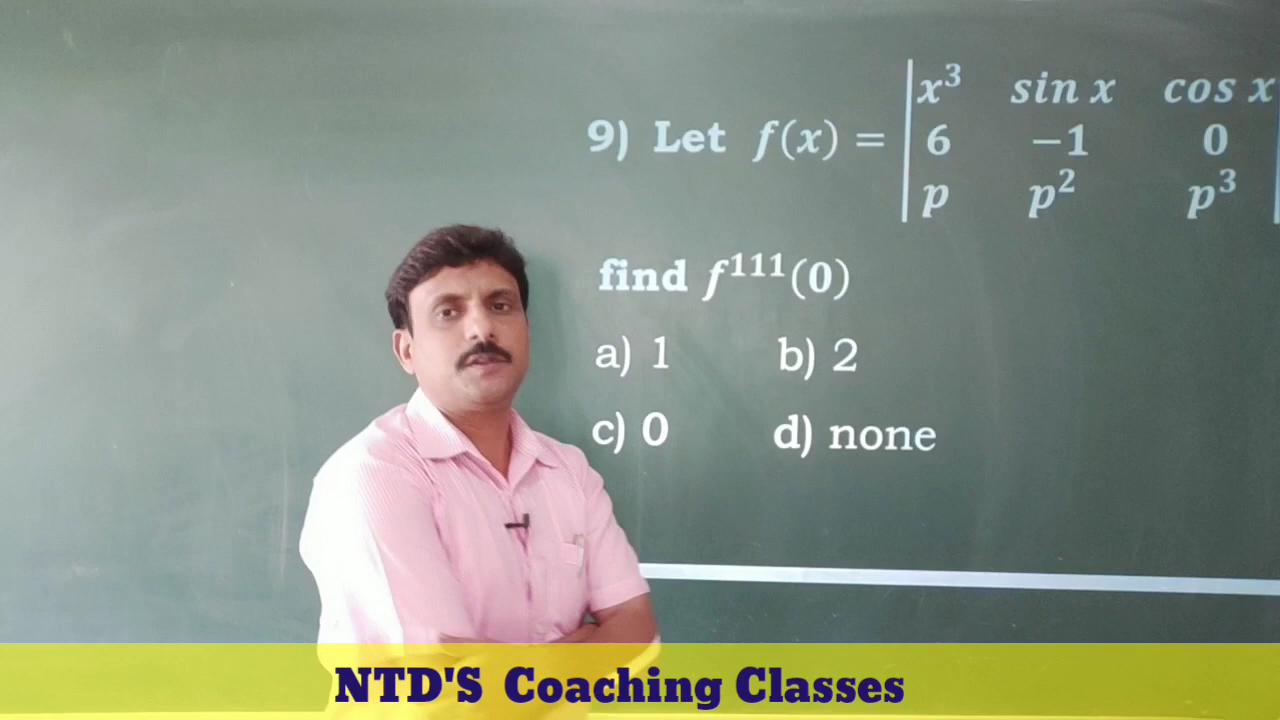 x³ sin x cos x
9) Let f(x) = 6 −1 0
p p² p³
find f¹¹¹(0)
a) 1 b) 2
c) 0 d) none
NTD'S Coaching Classes